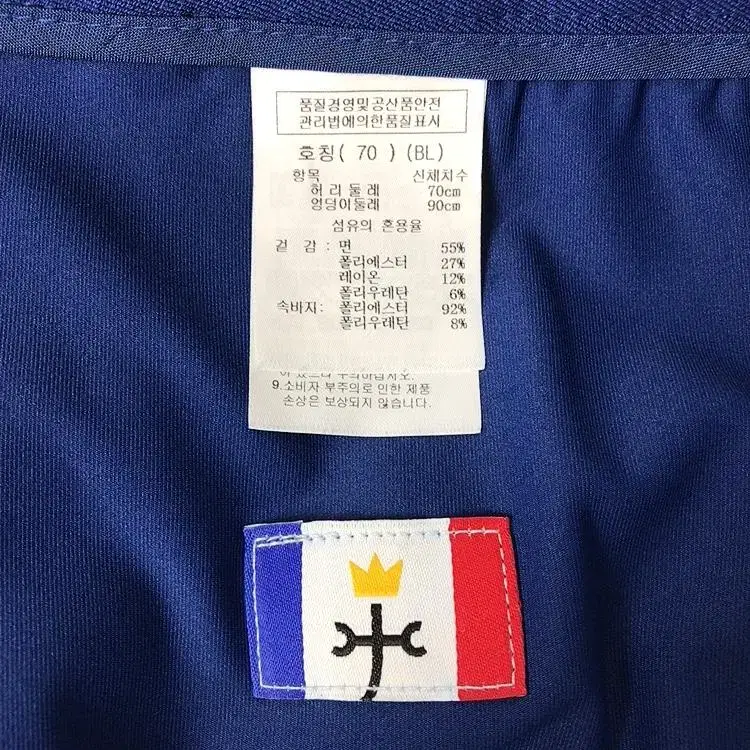 품질경영및공산품안전
관리법에의한품질표시
호칭( 70 ) (BL)
항목 신체치수
허리둘레 70cm
엉덩이둘레 90cm
섬유의 혼용율
겉 감 : 면 55%
폴리에스터 27%
레이온 12%
폴리우레탄 6%
속바지: 폴리에스터 92%
폴리우레탄 8%
9.소비자 부주의로 인한 제품
손상은 보상되지 않습니다.